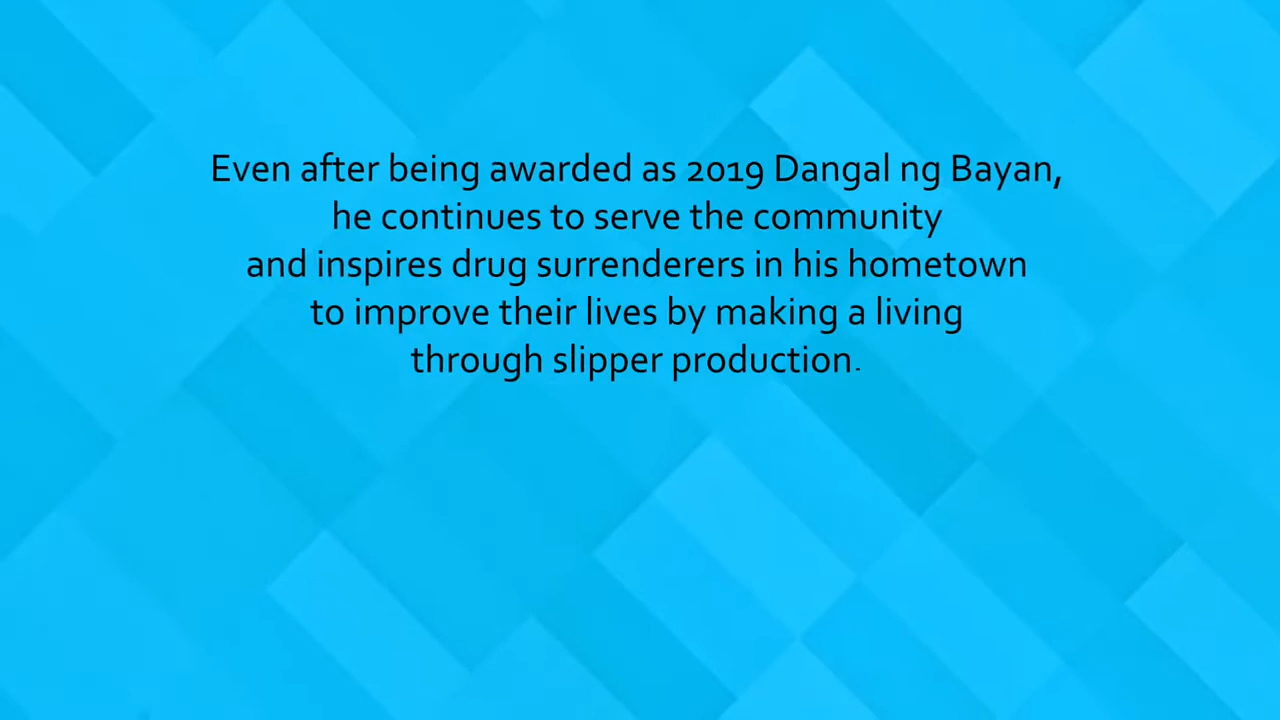 Even after being awarded as 2019 Dangal ng Bayan,
he continues to serve the community
and inspires drug surrenderers in his hometown
to improve their lives by making a living
through slipper production.